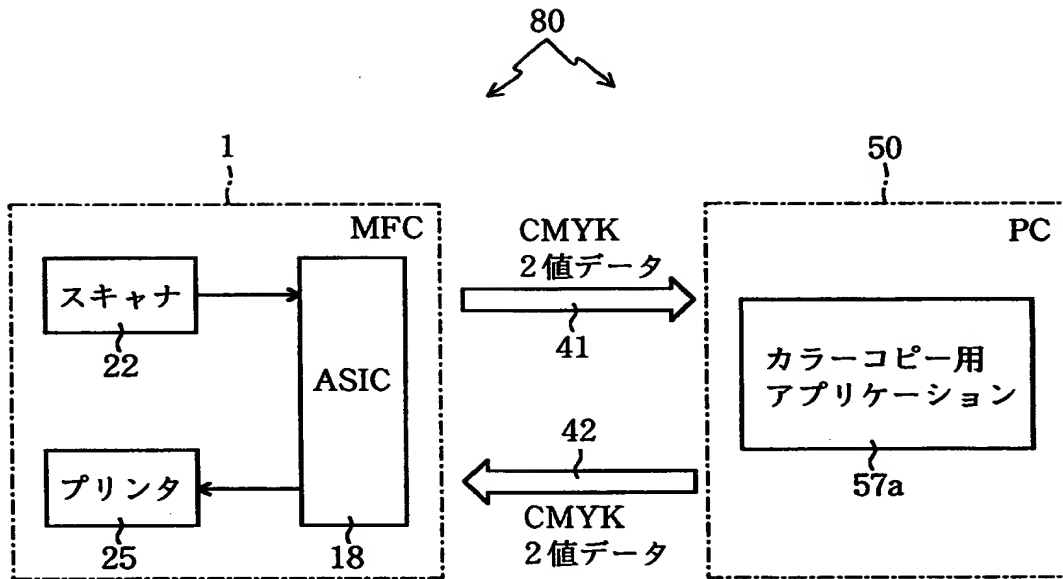 80
1
50
MFC
PC
スキャナ
22
ASIC
18
プリンタ
25
CMYK
2値データ
41
42
CMYK
2値データ
カラーコピー用
アプリケーション
57a